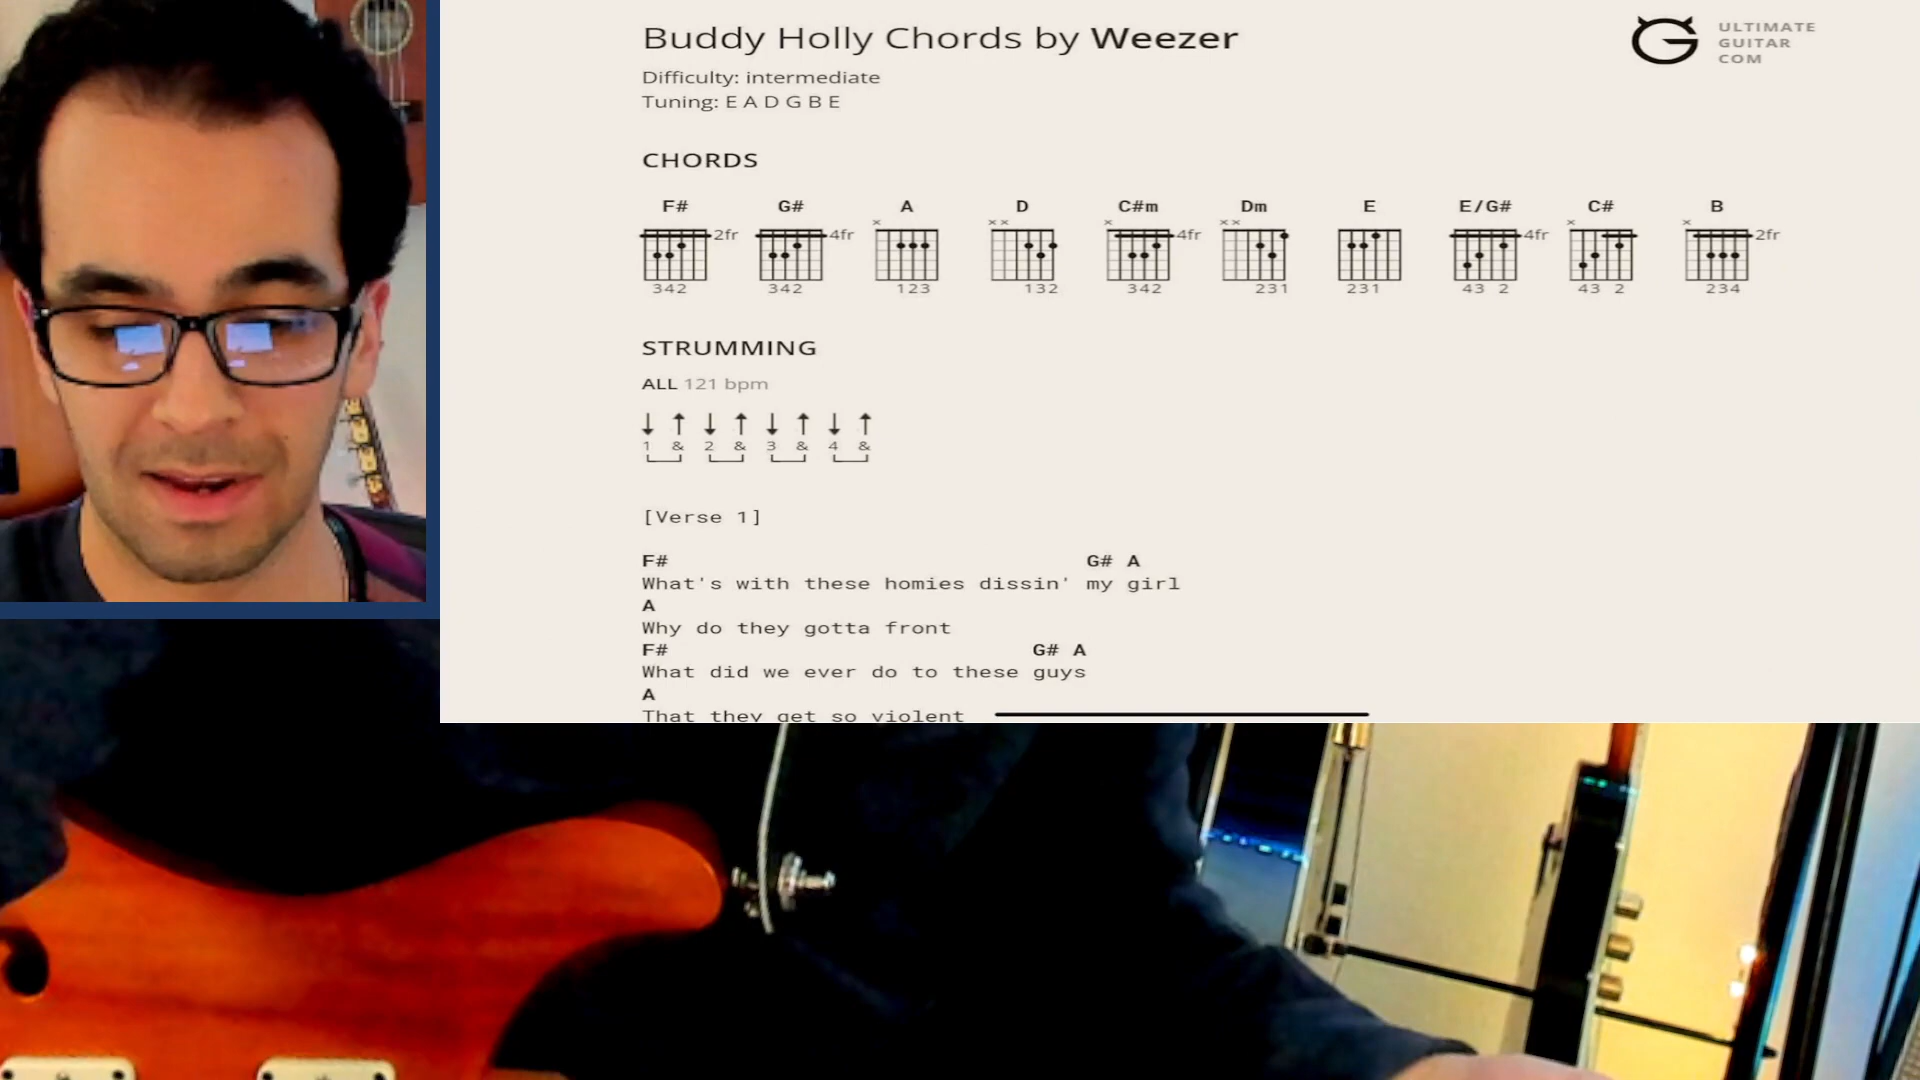 Buddy Holly Chords by Weezer
ULTIMATE
GUITAR
COM
Difficulty: intermediate
Tuning: E A D G B E
CHORDS
F# G# A D C#m Dm E E/G# C# B
× ×× × ×× × ×
2fr 4fr 4fr 4fr 2fr
342 342 123 132 342 231 231 43 2 43 2 234
STRUMMING
ALL 121 bpm
1 & 2 & 3 & 4 &
[Verse 1]
F# G# A
What's with these homies dissin' my girl
A
Why do they gotta front
F# G# A
What did we ever do to these guys
A
That they get so violent